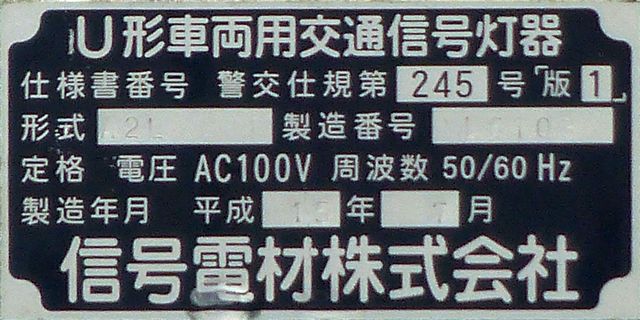 U形車両用交通信号灯器
仕様書番号 警交仕規第 245 号「版1」
形式 製造番号
定格 電圧 AC100V 周波数 50/60 Hz
製造年月 平成 15 年 7 月
信号電材株式会社